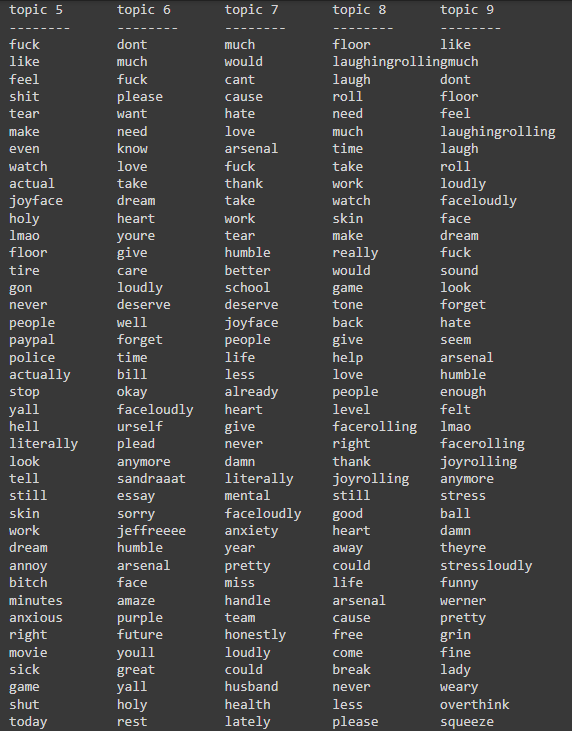 topic 5 topic 6 topic 7 topic 8 topic 9
-------- -------- -------- -------- --------
fuck dont much floor like
like much would laughingrollingmuch
feel fuck cant laugh dont
shit please cause roll floor
tear want hate need feel
make need love much laughingrolling
even know arsenal time laugh
watch love fuck take roll
actual take thank work loudly
joyface dream take watch faceloudly
holy heart work skin face
lmao youre tear make dream
floor give humble really fuck
tire care better would sound
gon loudly school game look
never deserve deserve tone forget
people well joyface back hate
paypal forget people give seem
police time life help arsenal
actually bill less love humble
stop okay already people enough
yall faceloudly heart level felt
hell urself give facerolling lmao
literally plead never right facerolling
look anymore damn thank joyrolling
tell sandraaat literally joyrolling anymore
still essay mental still stress
skin sorry faceloudly good ball
work jeffreeee anxiety heart damn
dream humble year away theyre
annoy arsenal pretty could stressloudly
bitch face miss life funny
minutes amaze handle arsenal werner
anxious purple team cause pretty
right future honestly free grin
movie youll loudly come fine
sick great could break lady
game yall husband never weary
shut holy health less overthink
today rest lately please squeeze